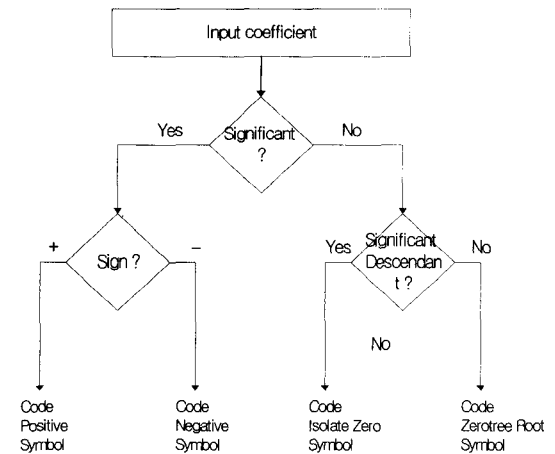 Input coefficient
Yes
Significant
?
No
+
Sign ?
−
Yes
Significant
Descendan
t ?
No
No
Code
Positive
Symbol
Code
Negative
Symbol
Code
Isolate Zero
Symbol
Code
Zerotree Root
Symbol